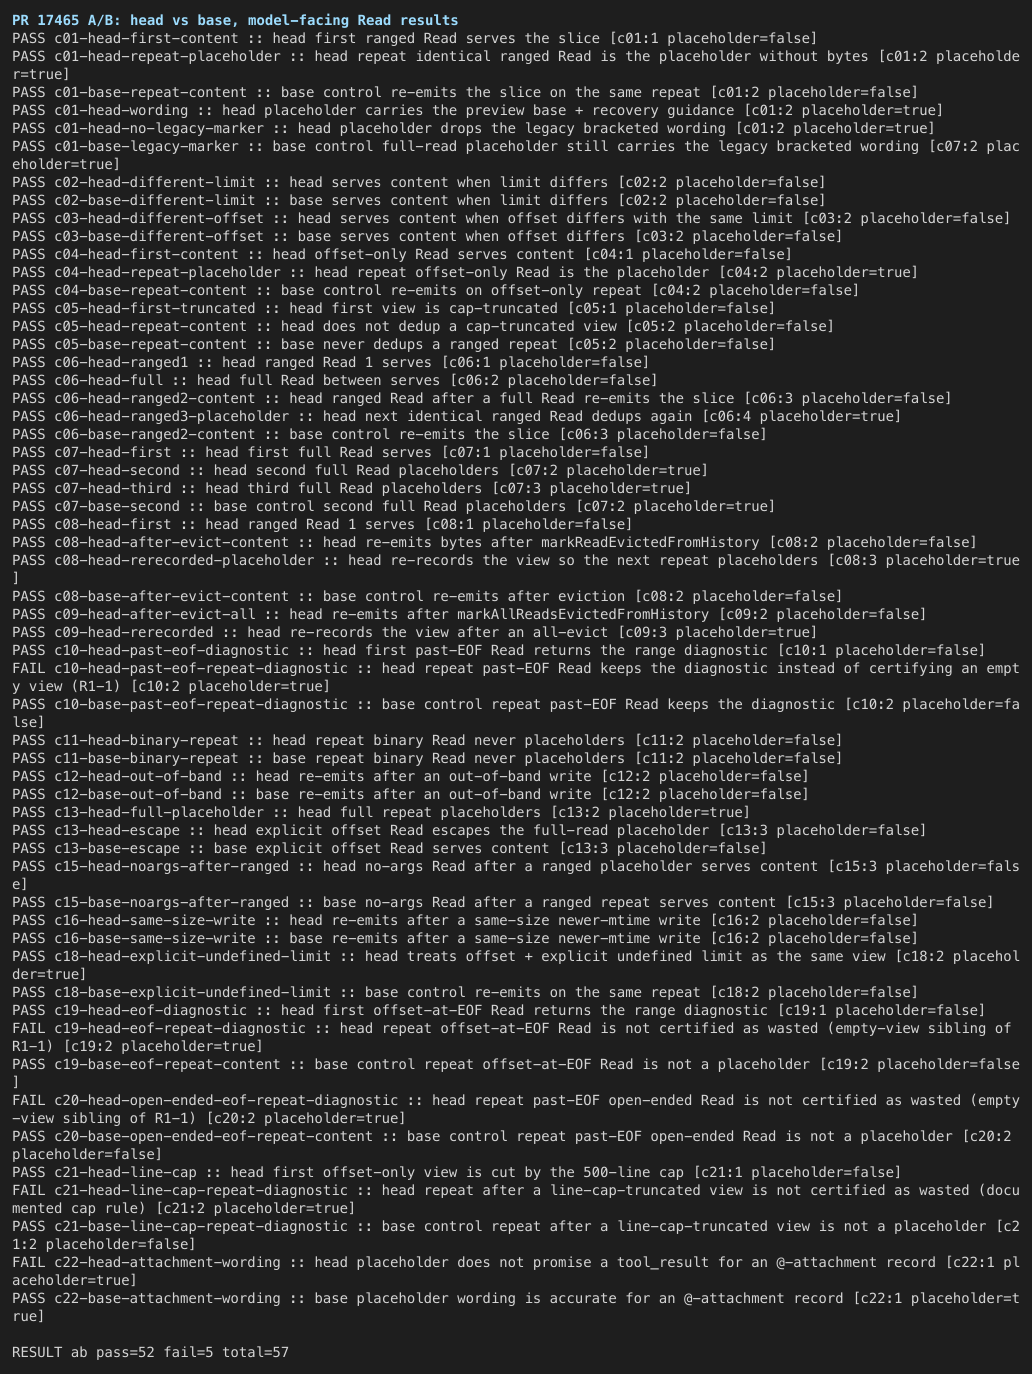 PR 17465 A/B: head vs base, model-facing Read results
PASS c01-head-first-content :: head first ranged Read serves the slice [c01:1 placeholder=false]
PASS c01-head-repeat-placeholder :: head repeat identical ranged Read is the placeholder without bytes [c01:2 placeholde
r=true]
PASS c01-base-repeat-content :: base control re-emits the slice on the same repeat [c01:2 placeholder=false]
PASS c01-head-wording :: head placeholder carries the preview base + recovery guidance [c01:2 placeholder=true]
PASS c01-head-no-legacy-marker :: head placeholder drops the legacy bracketed wording [c01:2 placeholder=true]
PASS c01-base-legacy-marker :: base control full-read placeholder still carries the legacy bracketed wording [c07:2 plac
eholder=true]
PASS c02-head-different-limit :: head serves content when limit differs [c02:2 placeholder=false]
PASS c02-base-different-limit :: base serves content when limit differs [c02:2 placeholder=false]
PASS c03-head-different-offset :: head serves content when offset differs with the same limit [c03:2 placeholder=false]
PASS c03-base-different-offset :: base serves content when offset differs [c03:2 placeholder=false]
PASS c04-head-first-content :: head offset-only Read serves content [c04:1 placeholder=false]
PASS c04-head-repeat-placeholder :: head repeat offset-only Read is the placeholder [c04:2 placeholder=true]
PASS c04-base-repeat-content :: base control re-emits on offset-only repeat [c04:2 placeholder=false]
PASS c05-head-first-truncated :: head first view is cap-truncated [c05:1 placeholder=false]
PASS c05-head-repeat-content :: head does not dedup a cap-truncated view [c05:2 placeholder=false]
PASS c05-base-repeat-content :: base never dedups a ranged repeat [c05:2 placeholder=false]
PASS c06-head-ranged1 :: head ranged Read 1 serves [c06:1 placeholder=false]
PASS c06-head-full :: head full Read between serves [c06:2 placeholder=false]
PASS c06-head-ranged2-content :: head ranged Read after a full Read re-emits the slice [c06:3 placeholder=false]
PASS c06-head-ranged3-placeholder :: head next identical ranged Read dedups again [c06:4 placeholder=true]
PASS c06-base-ranged2-content :: base control re-emits the slice [c06:3 placeholder=false]
PASS c07-head-first :: head first full Read serves [c07:1 placeholder=false]
PASS c07-head-second :: head second full Read placeholders [c07:2 placeholder=true]
PASS c07-head-third :: head third full Read placeholders [c07:3 placeholder=true]
PASS c07-base-second :: base control second full Read placeholders [c07:2 placeholder=true]
PASS c08-head-first :: head ranged Read 1 serves [c08:1 placeholder=false]
PASS c08-head-after-evict-content :: head re-emits bytes after markReadEvictedFromHistory [c08:2 placeholder=false]
PASS c08-head-rerecorded-placeholder :: head re-records the view so the next repeat placeholders [c08:3 placeholder=true
]
PASS c08-base-after-evict-content :: base control re-emits after eviction [c08:2 placeholder=false]
PASS c09-head-after-evict-all :: head re-emits after markAllReadsEvictedFromHistory [c09:2 placeholder=false]
PASS c09-head-rerecorded :: head re-records the view after an all-evict [c09:3 placeholder=true]
PASS c10-head-past-eof-diagnostic :: head first past-EOF Read returns the range diagnostic [c10:1 placeholder=false]
FAIL c10-head-past-eof-repeat-diagnostic :: head repeat past-EOF Read keeps the diagnostic instead of certifying an empt
y view (R1-1) [c10:2 placeholder=true]
PASS c10-base-past-eof-repeat-diagnostic :: base control repeat past-EOF Read keeps the diagnostic [c10:2 placeholder=fa
lse]
PASS c11-head-binary-repeat :: head repeat binary Read never placeholders [c11:2 placeholder=false]
PASS c11-base-binary-repeat :: base repeat binary Read never placeholders [c11:2 placeholder=false]
PASS c12-head-out-of-band :: head re-emits after an out-of-band write [c12:2 placeholder=false]
PASS c12-base-out-of-band :: base re-emits after an out-of-band write [c12:2 placeholder=false]
PASS c13-head-full-placeholder :: head full repeat placeholders [c13:2 placeholder=true]
PASS c13-head-escape :: head explicit offset Read escapes the full-read placeholder [c13:3 placeholder=false]
PASS c13-base-escape :: base explicit offset Read serves content [c13:3 placeholder=false]
PASS c15-head-noargs-after-ranged :: head no-args Read after a ranged placeholder serves content [c15:3 placeholder=fals
e]
PASS c15-base-noargs-after-ranged :: base no-args Read after a ranged repeat serves content [c15:3 placeholder=false]
PASS c16-head-same-size-write :: head re-emits after a same-size newer-mtime write [c16:2 placeholder=false]
PASS c16-base-same-size-write :: base re-emits after a same-size newer-mtime write [c16:2 placeholder=false]
PASS c18-head-explicit-undefined-limit :: head treats offset + explicit undefined limit as the same view [c18:2 placehol
der=true]
PASS c18-base-explicit-undefined-limit :: base control re-emits on the same repeat [c18:2 placeholder=false]
PASS c19-head-eof-diagnostic :: head first offset-at-EOF Read returns the range diagnostic [c19:1 placeholder=false]
FAIL c19-head-eof-repeat-diagnostic :: head repeat offset-at-EOF Read is not certified as wasted (empty-view sibling of
R1-1) [c19:2 placeholder=true]
PASS c19-base-eof-repeat-content :: base control repeat offset-at-EOF Read is not a placeholder [c19:2 placeholder=false
]
FAIL c20-head-open-ended-eof-repeat-diagnostic :: head repeat past-EOF open-ended Read is not certified as wasted (empty
-view sibling of R1-1) [c20:2 placeholder=true]
PASS c20-base-open-ended-eof-repeat-content :: base control repeat past-EOF open-ended Read is not a placeholder [c20:2
placeholder=false]
PASS c21-head-line-cap :: head first offset-only view is cut by the 500-line cap [c21:1 placeholder=false]
FAIL c21-head-line-cap-repeat-diagnostic :: head repeat after a line-cap-truncated view is not certified as wasted (docu
mented cap rule) [c21:2 placeholder=true]
PASS c21-base-line-cap-repeat-diagnostic :: base control repeat after a line-cap-truncated view is not a placeholder [c2
1:2 placeholder=false]
FAIL c22-head-attachment-wording :: head placeholder does not promise a tool_result for an @-attachment record [c22:1 pl
aceholder=true]
PASS c22-base-attachment-wording :: base placeholder wording is accurate for an @-attachment record [c22:1 placeholder=t
rue]
RESULT ab pass=52 fail=5 total=57